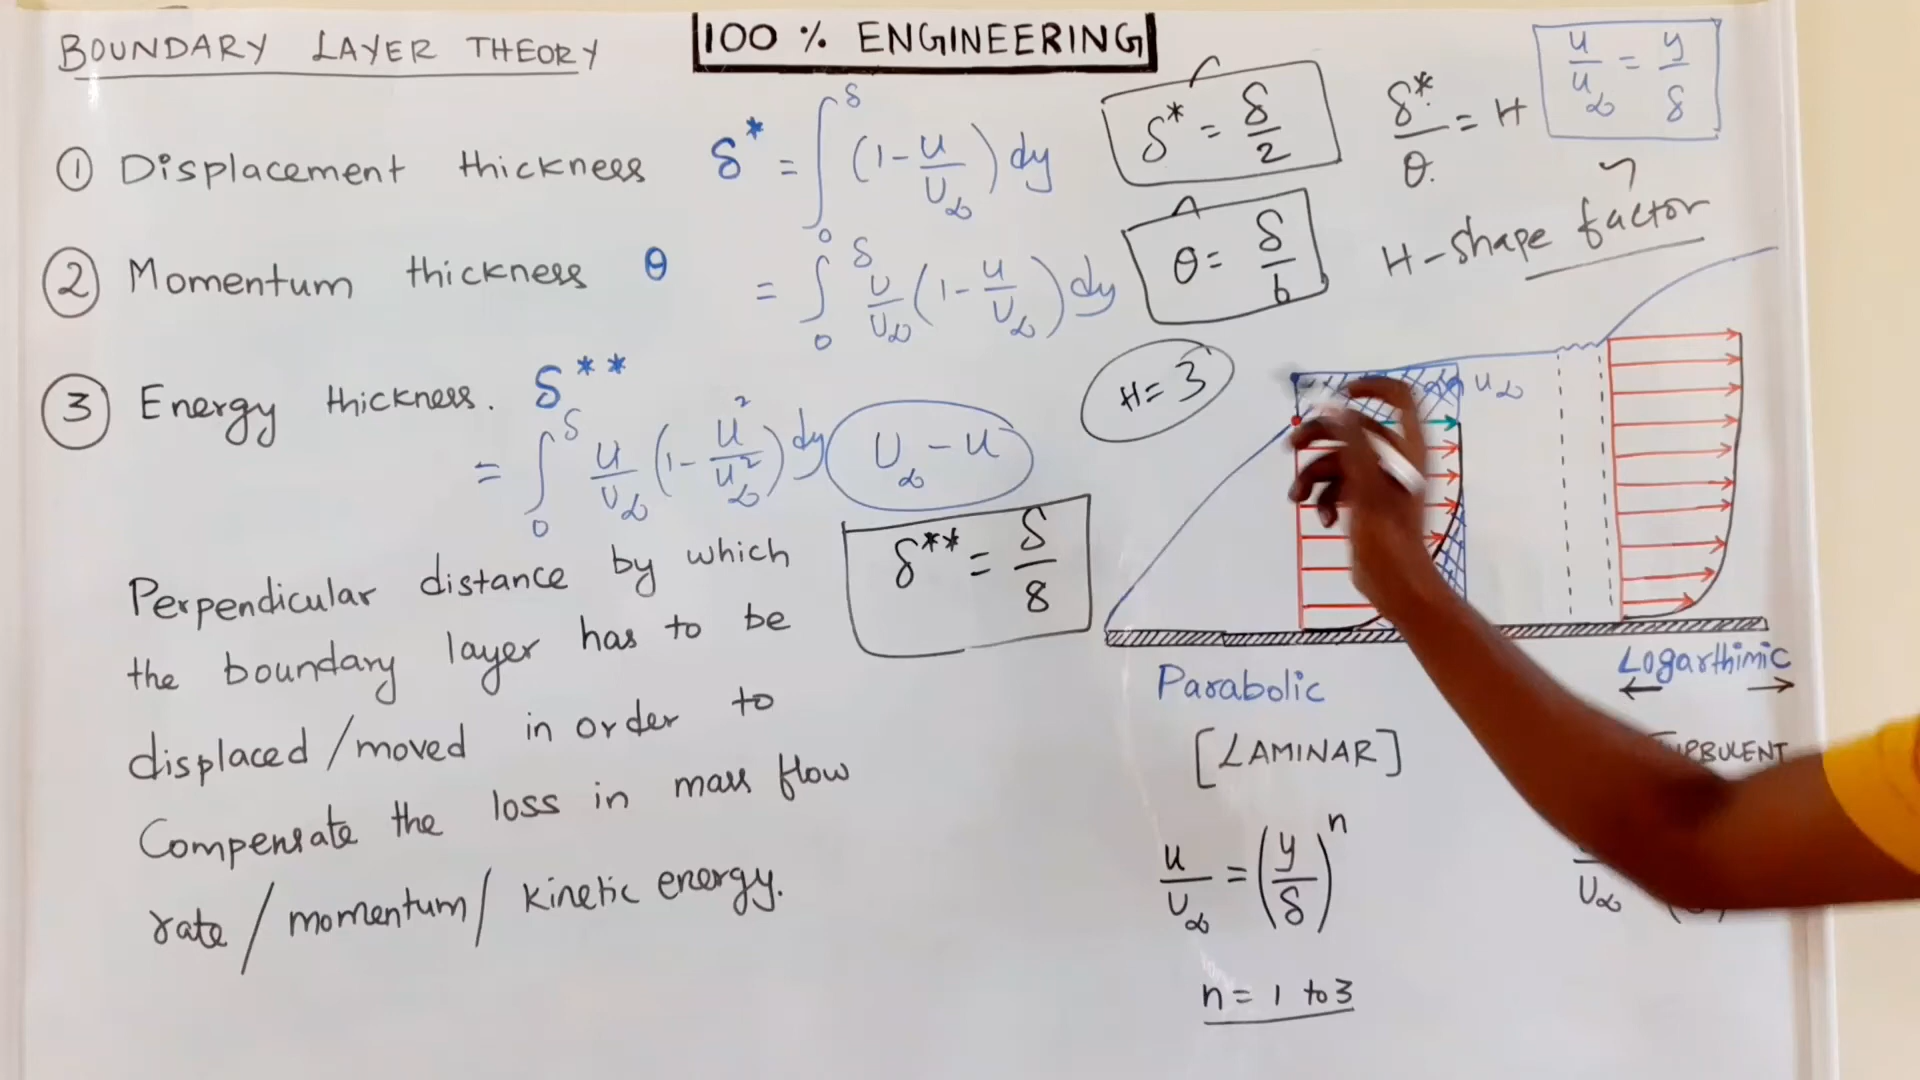 BOUNDARY LAYER THEORY
100 % ENGINEERING
u/u∞ = y/δ
① Displacement thickness δ* = ∫₀^δ (1 - u/U∞) dy
δ* = δ/2
δ*/θ = H
H - shape factor
② Momentum thickness θ = ∫₀^δ U/U∞ (1 - u/U∞) dy
θ = δ/6
③ Energy thickness. δ**
= ∫₀^δ u/U∞ (1 - u²/u∞²) dy
U∞ - u
H = 3
u∞
δ** = δ/8
Perpendicular distance by which
the boundary layer has to be
displaced/moved in order to
Compensate the loss in mass flow
rate / momentum / kinetic energy.
Parabolic
[LAMINAR]
u/U∞ = (y/δ)ⁿ
n = 1 to 3
Logarthimic
U∞